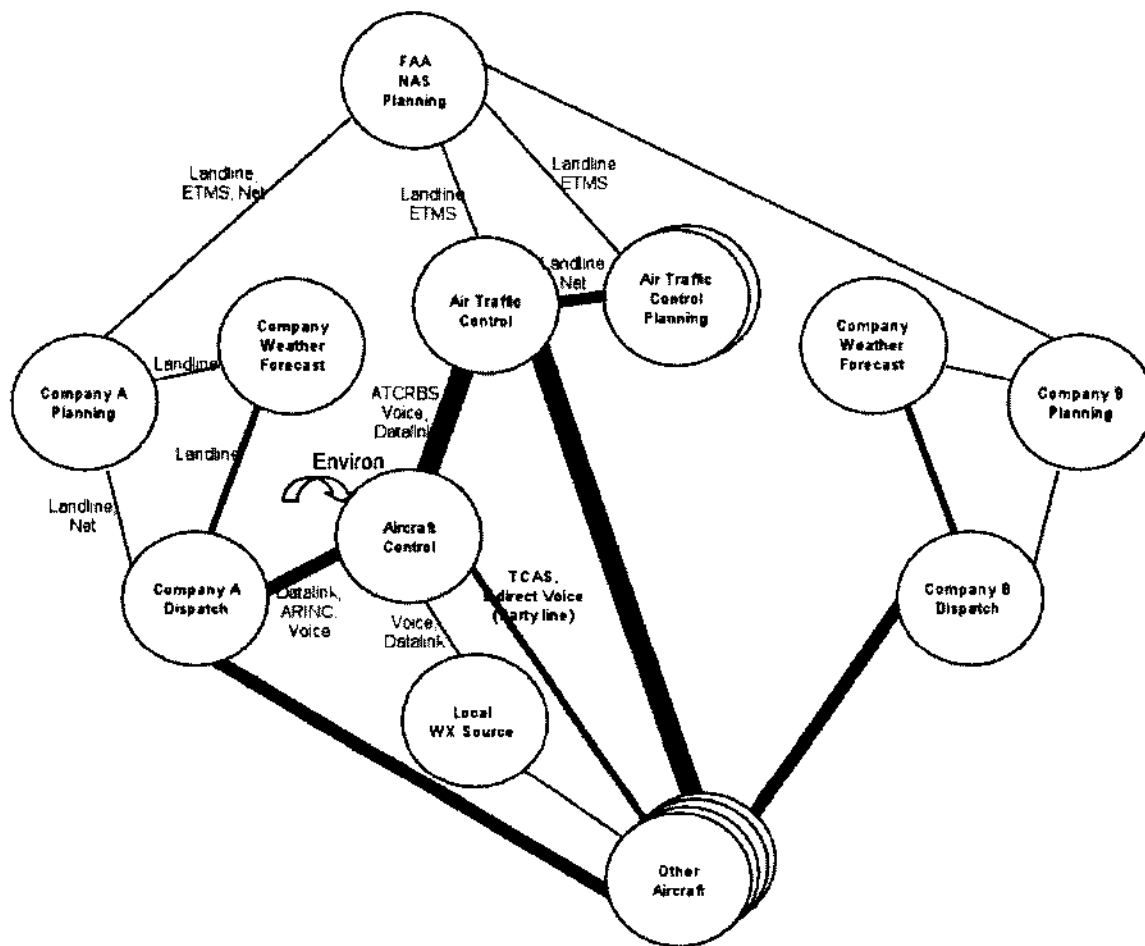 FAA
NAS
Planning
Landline,
ETMS, Net
Landline
ETMS
Landline
ETMS
Air Traffic
Control
Landline
Net
Air Traffic
Control
Planning
Company
Weather
Forecast
Company
Weather
Forecast
Company A
Planning
Landline
Company B
Planning
ATCRBS
Voice,
Datalink
Landline
Environ
Landline,
Net
Aircraft
Control
Company A
Dispatch
Datalink,
ARINC,
Voice
Voice,
Datalink
TCAS,
Indirect Voice
(Party line)
Company B
Dispatch
Local
WX Source
Other
Aircraft